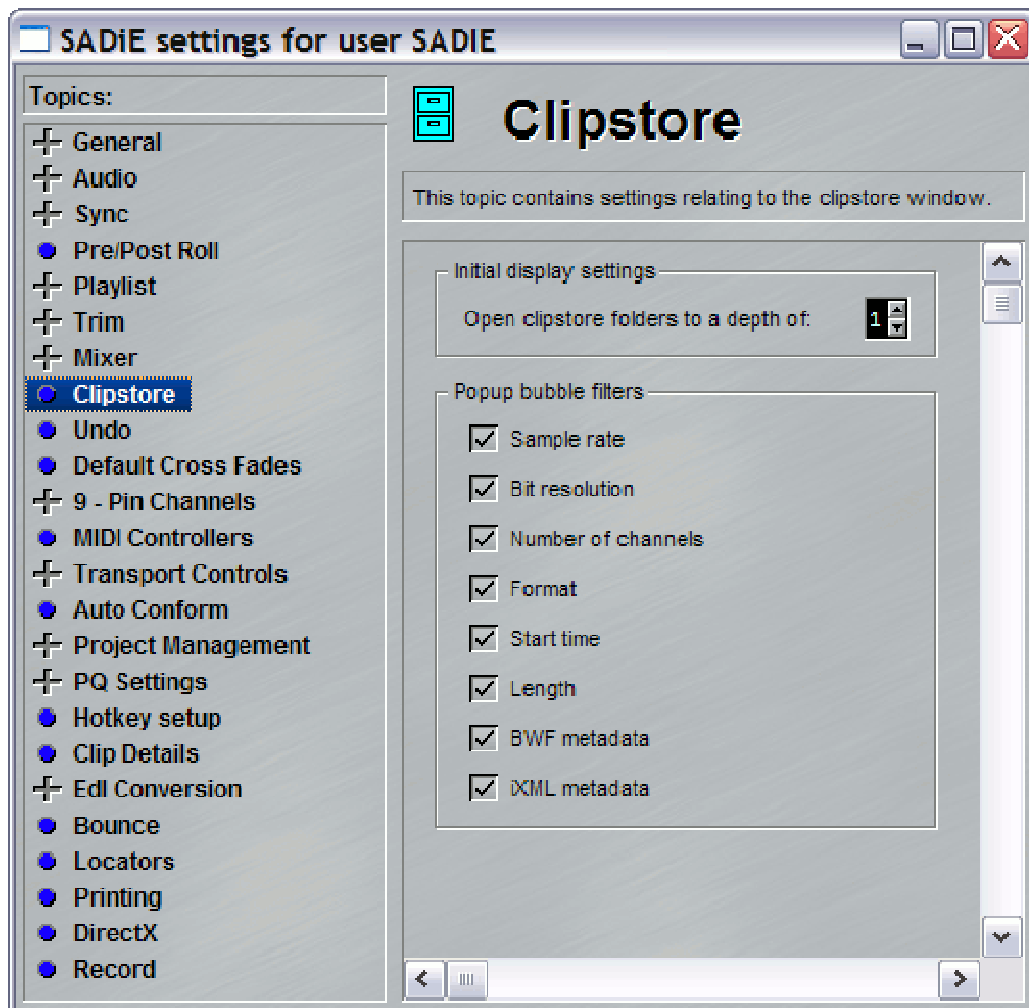 SADiE settings for user SADIE
Topics:
General
Audio
Sync
Pre/Post Roll
Playlist
Trim
Mixer
Clipstore
Undo
Default Cross Fades
9 - Pin Channels
MIDI Controllers
Transport Controls
Auto Conform
Project Management
PQ Settings
Hotkey setup
Clip Details
Edl Conversion
Bounce
Locators
Printing
DirectX
Record
Clipstore
This topic contains settings relating to the clipstore window.
Initial display settings
Open clipstore folders to a depth of: 1
Popup bubble filters
Sample rate
Bit resolution
Number of channels
Format
Start time
Length
BWF metadata
iXML metadata